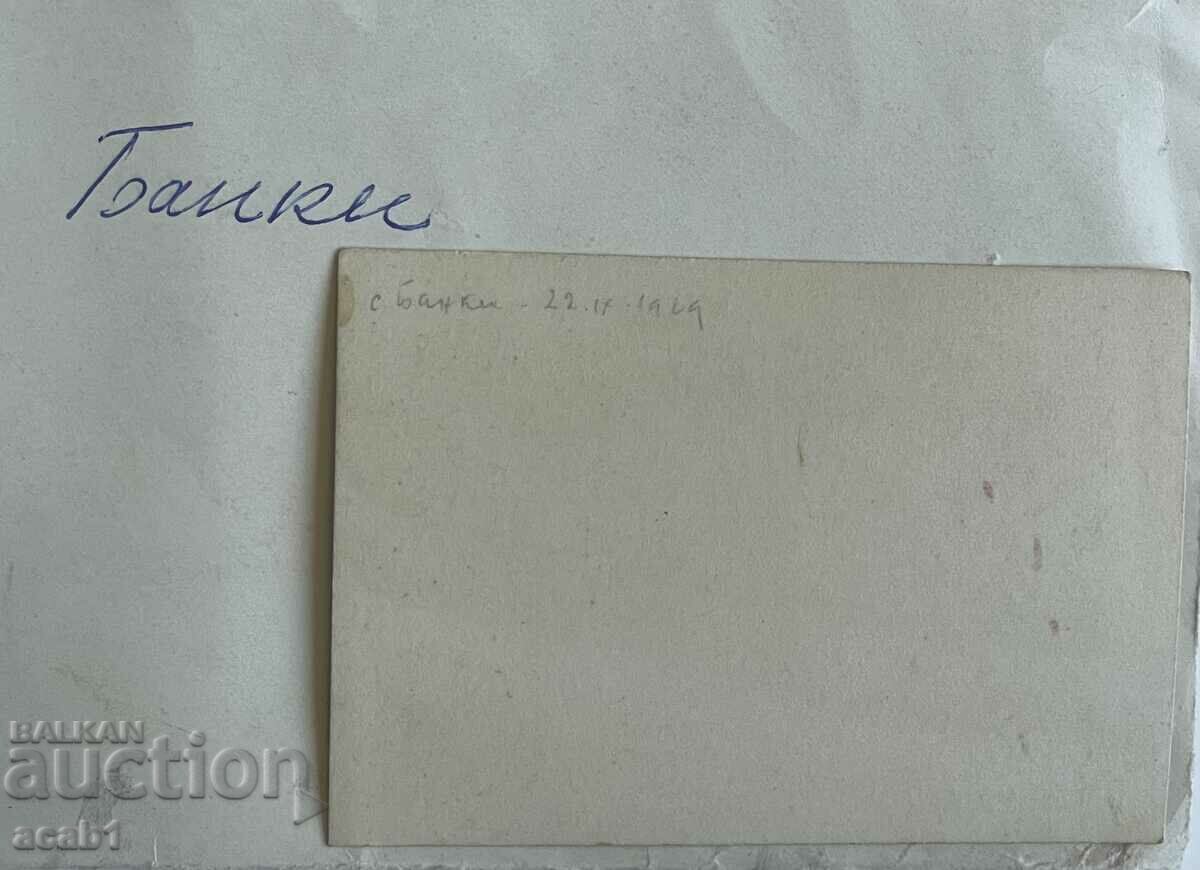 Банки
с Банки - 22.IX.1929
BALKAN
auction
acab1